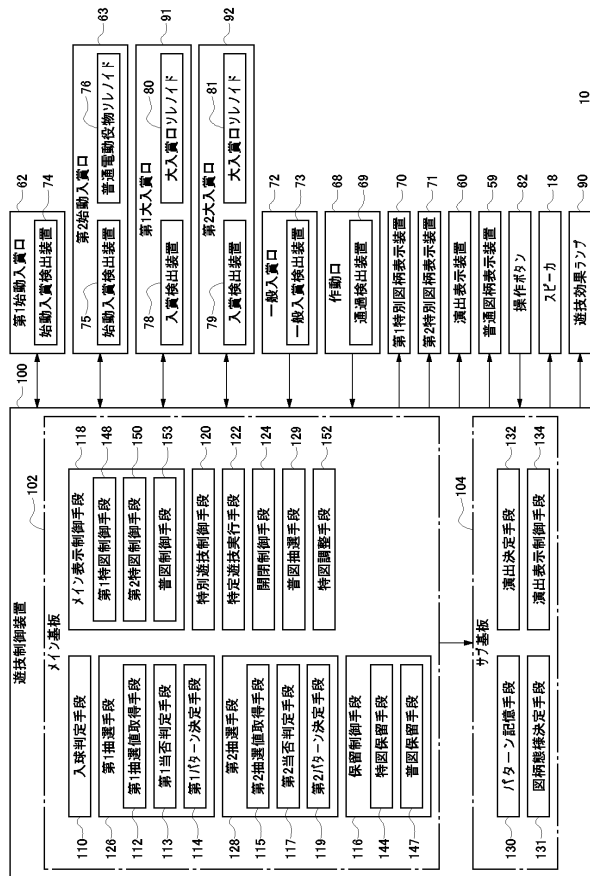 遊技制御装置
100
メイン基板
102
入球判定手段
110
第1抽選手段
126
第1抽選値取得手段
112
第1当否判定手段
113
第1パターン決定手段
114
第2抽選手段
128
第2抽選値取得手段
115
第2当否判定手段
117
第2パターン決定手段
119
保留制御手段
116
特図保留手段
144
普図保留手段
147
メイン表示制御手段
118
第1特図制御手段
148
第2特図制御手段
150
普図制御手段
153
特別遊技制御手段
120
特定遊技実行手段
122
開閉制御手段
124
普図抽選手段
129
特図調整手段
152
サブ基板
104
パターン記憶手段
130
図柄態様決定手段
131
演出決定手段
132
演出表示制御手段
134
第1始動入賞口
62
始動入賞検出装置
74
第2始動入賞口
63
始動入賞検出装置
75
普通電動役物ソレノイド
76
第1大入賞口
91
入賞検出装置
78
大入賞口ソレノイド
80
第2大入賞口
92
入賞検出装置
79
大入賞口ソレノイド
81
一般入賞口
72
一般入賞検出装置
73
作動口
68
通過検出装置
69
第1特別図柄表示装置
70
第2特別図柄表示装置
71
演出表示装置
60
普通図柄表示装置
59
操作ボタン
82
スピーカ
18
遊技効果ランプ
90
10